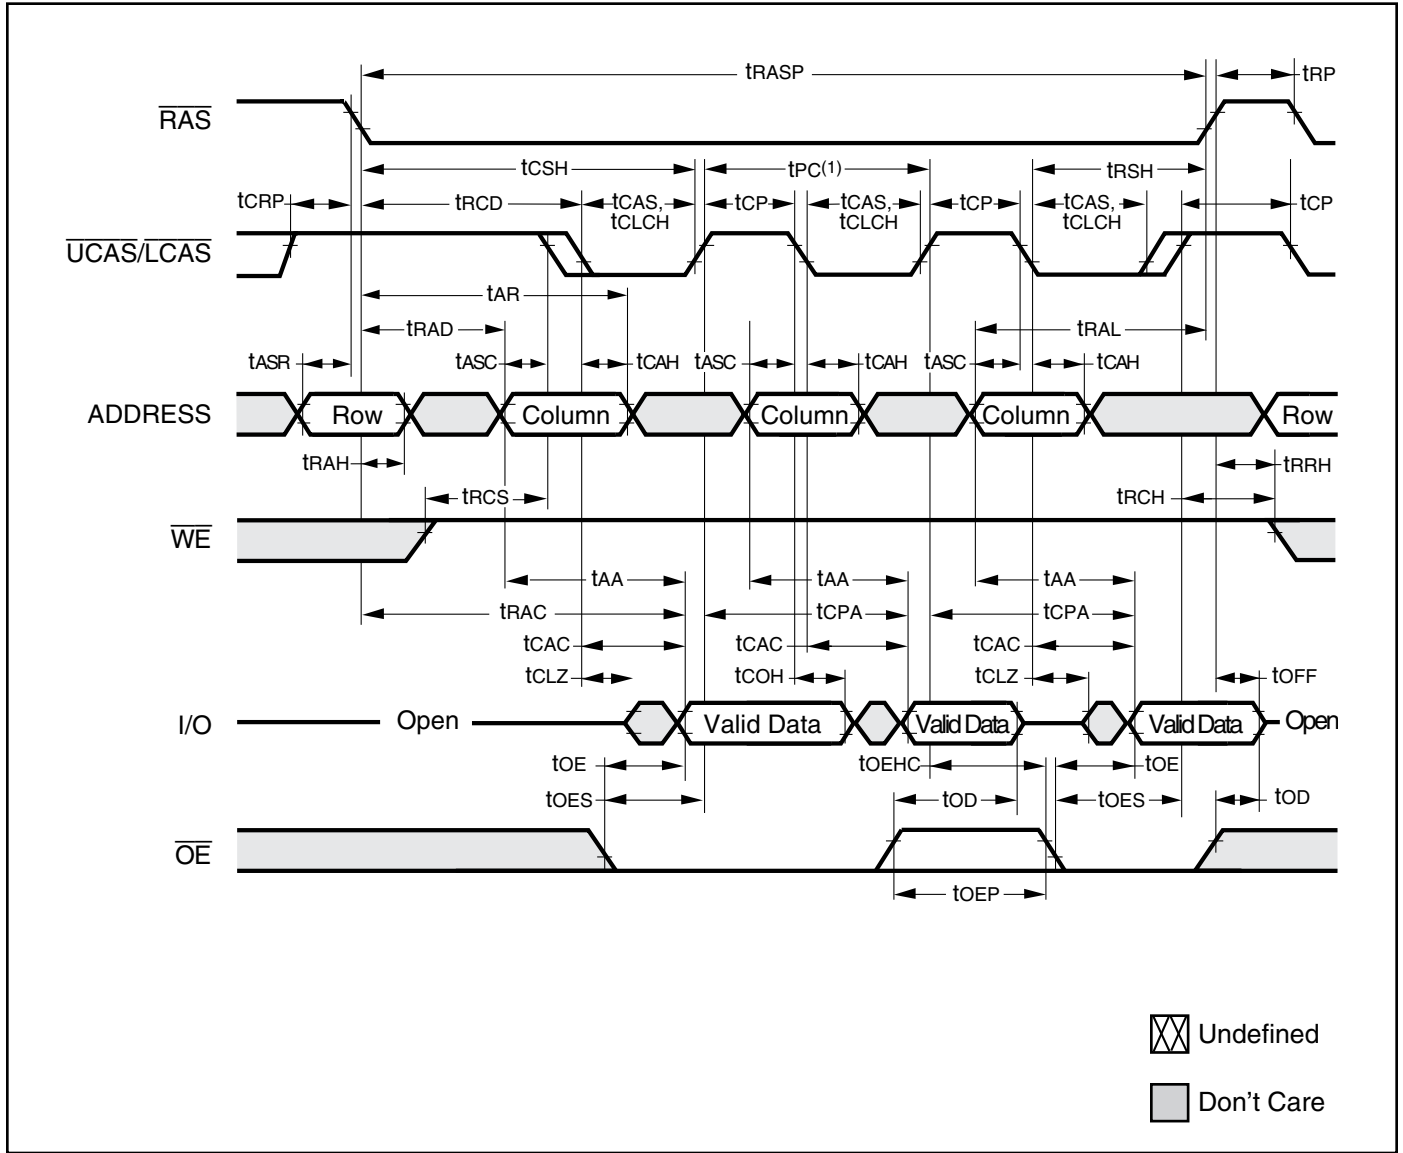 tRASP
tRP
RAS
tCSH
tPC(1)
tRSH
tCRP
tRCD
tCAS,
tCLCH
tCP
tCAS,
tCLCH
tCP
tCAS,
tCLCH
tCP
UCAS/LCAS
tAR
tRAD
tRAL
tASR
tASC
tCAH
tASC
tCAH
tASC
tCAH
ADDRESS
Row
Column
Column
Column
Row
tRAH
tRRH
tRCS
tRCH
WE
tAA
tAA
tAA
tRAC
tCPA
tCPA
tCAC
tCAC
tCAC
tCLZ
tCOH
tCLZ
tOFF
I/O
Open
Valid Data
Valid Data
Valid Data
Open
tOE
tOEHC
tOE
tOES
tOD
tOES
tOD
OE
tOEP
Undefined
Don't Care